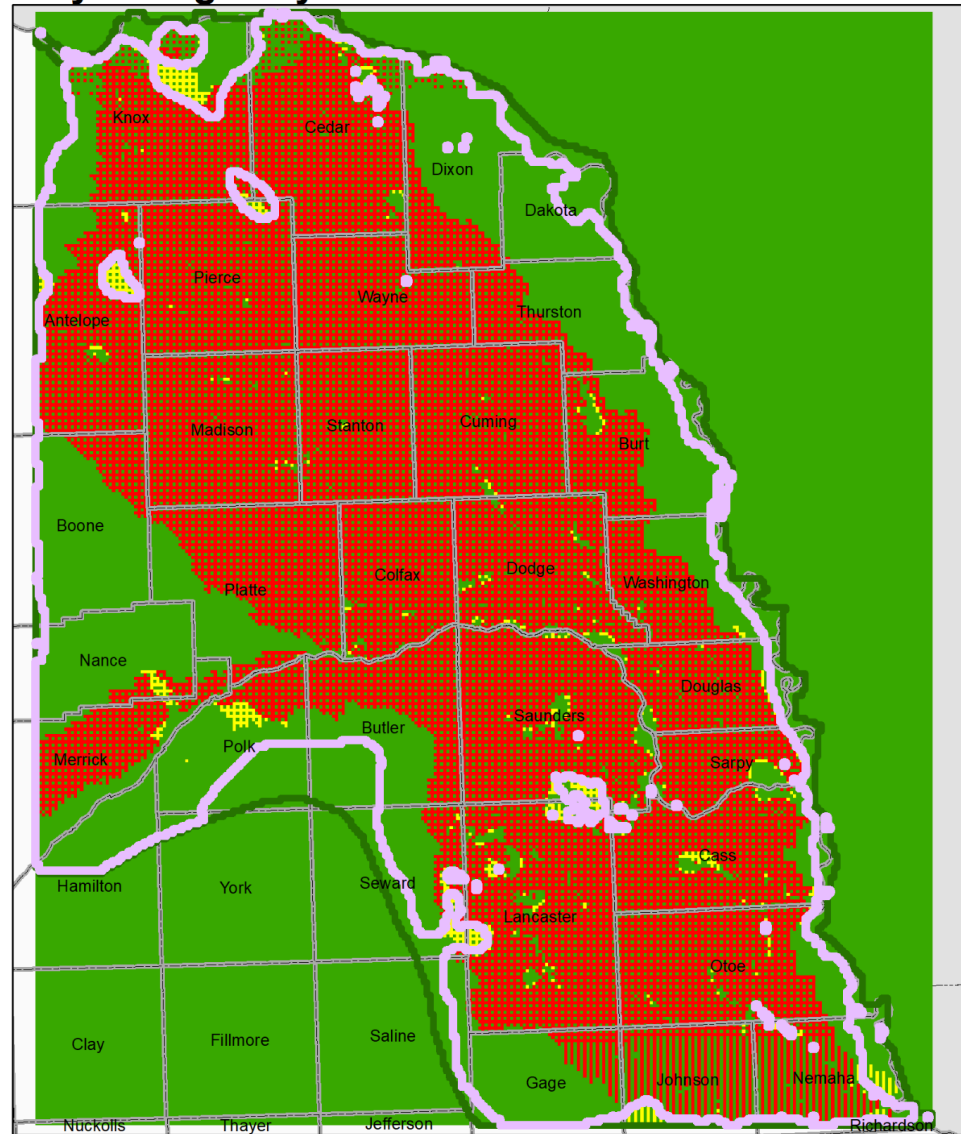 Knox
Cedar
Dixon
Dakota
Pierce
Wayne
Antelope
Thurston
Madison
Stanton
Cuming
Burt
Boone
Platte
Colfax
Dodge
Washington
Nance
Douglas
Saunders
Butler
Polk
Merrick
Sarpy
Cass
Hamilton
York
Seward
Lancaster
Otoe
Clay
Fillmore
Saline
Gage
Johnson
Nemaha
Nuckolls
Thayer
Jefferson
Richardson